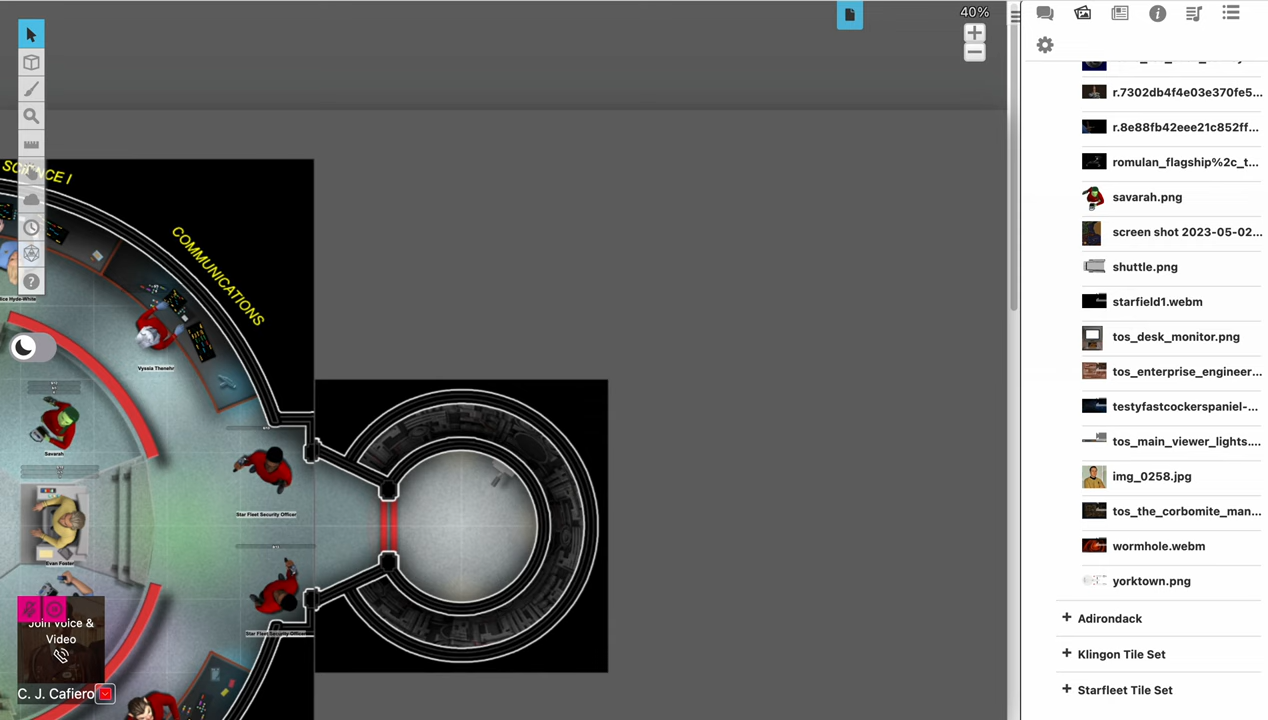 40%
r.7302db4f4e03e370fe5...
r.8e88fb42eee21c852ff...
romulan_flagship%2c_t...
savarah.png
screen shot 2023-05-02...
shuttle.png
starfield1.webm
tos_desk_monitor.png
tos_enterprise_engineer...
testyfastcockerspaniel-...
tos_main_viewer_lights....
img_0258.jpg
tos_the_corbomite_man...
wormhole.webm
yorktown.png
+ Adirondack
+ Klingon Tile Set
+ Starfleet Tile Set
SCIENCE I
COMMUNICATIONS
Vyxxia Thenehr
Savarah
Star Fleet Security Officer
Evan Foster
Star Fleet Security Officer
Join Voice &
Video
C. J. Cafiero
?